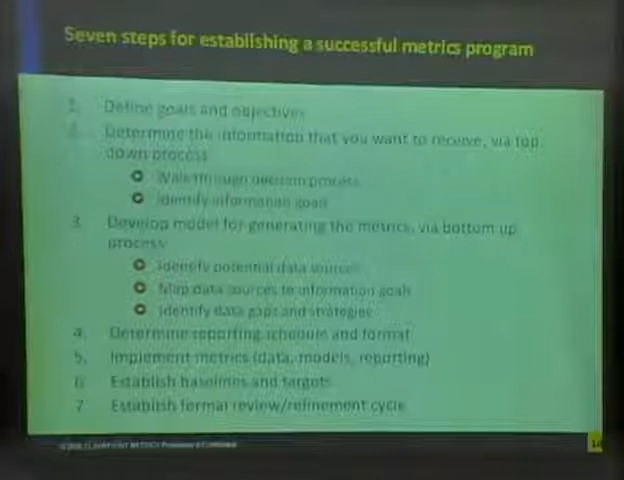 Seven steps for establishing a successful metrics program
1. Define goals and objectives
2. Determine the information that you want to receive, via top
down process
Walk through decision process
Identify information goals
3. Develop model for generating the metrics, via bottom up
process
Identify potential data sources
Map data sources to information goals
Identify data gaps and strategies
4. Determine reporting schedule and format
5. Implement metrics (data, models, reporting)
6. Establish baselines and targets
7. Establish formal review/refinement cycle